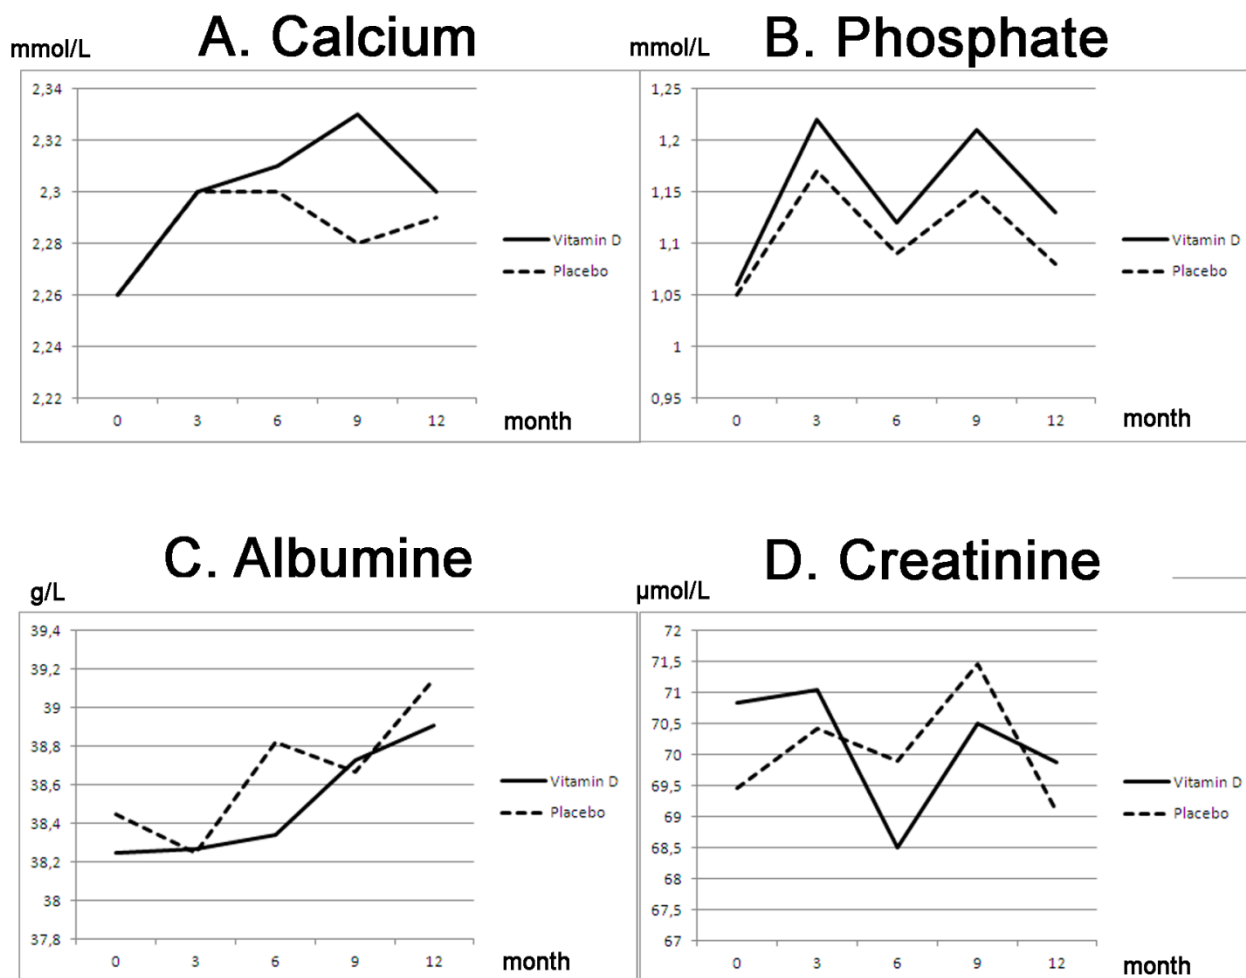 A. Calcium
mmol/L
2,34
2,32
2,3
2,28
2,26
2,24
2,22
0 3 6 9 12 month
Vitamin D
Placebo
B. Phosphate
mmol/L
1,25
1,2
1,15
1,1
1,05
1
0,95
0 3 6 9 12 month
Vitamin D
Placebo
C. Albumine
g/L
39,4
39,2
39
38,8
38,6
38,4
38,2
38
37,8
0 3 6 9 12 month
Vitamin D
Placebo
D. Creatinine
µmol/L
72
71,5
71
70,5
70
69,5
69
68,5
68
67,5
67
0 3 6 9 12 month
Vitamin D
Placebo